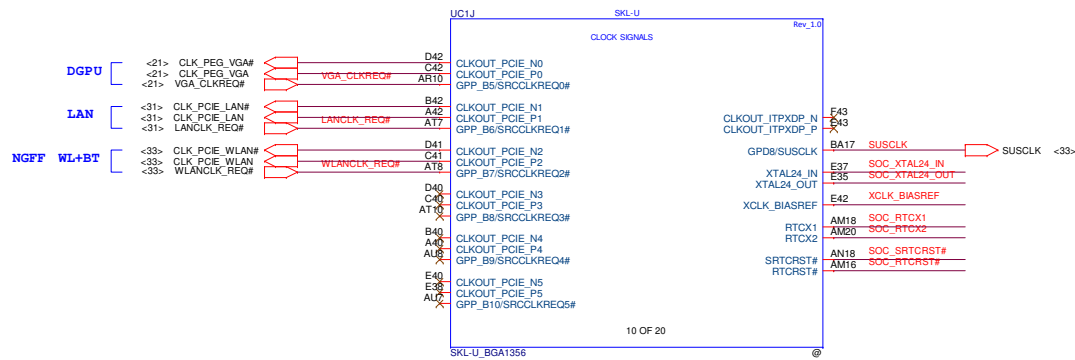 UC1J SKL-U
Rev_1.0
CLOCK SIGNALS
DGPU
<21> CLK_PEG_VGA# D42 CLKOUT_PCIE_N0
<21> CLK_PEG_VGA C42 CLKOUT_PCIE_P0
<21> VGA_CLKREQ# VGA_CLKREQ# AR10 GPP_B5/SRCCLKREQ0#
LAN
<31> CLK_PCIE_LAN# B42 CLKOUT_PCIE_N1
<31> CLK_PCIE_LAN A42 CLKOUT_PCIE_P1
<31> LANCLK_REQ# LANCLK_REQ# AT7 GPP_B6/SRCCLKREQ1#
NGFF WL+BT
<33> CLK_PCIE_WLAN# D41 CLKOUT_PCIE_N2
<33> CLK_PCIE_WLAN C41 CLKOUT_PCIE_P2
<33> WLANCLK_REQ# WLANCLK_REQ# AT8 GPP_B7/SRCCLKREQ2#
D40 CLKOUT_PCIE_N3
C40 CLKOUT_PCIE_P3
AT10 GPP_B8/SRCCLKREQ3#
B40 CLKOUT_PCIE_N4
A40 CLKOUT_PCIE_P4
AU8 GPP_B9/SRCCLKREQ4#
E40 CLKOUT_PCIE_N5
E38 CLKOUT_PCIE_P5
AU7 GPP_B10/SRCCLKREQ5#
CLKOUT_ITPXDP_N F43
CLKOUT_ITPXDP_P E43
GPD8/SUSCLK BA17 SUSCLK SUSCLK <33>
XTAL24_IN E37 SOC_XTAL24_IN
XTAL24_OUT E35 SOC_XTAL24_OUT
XCLK_BIASREF E42 XCLK_BIASREF
RTCX1 AM18 SOC_RTCX1
RTCX2 AM20 SOC_RTCX2
SRTCRST# AN18 SOC_SRTCRST#
RTCRST# AM16 SOC_RTCRST#
10 OF 20
SKL-U_BGA1356 @